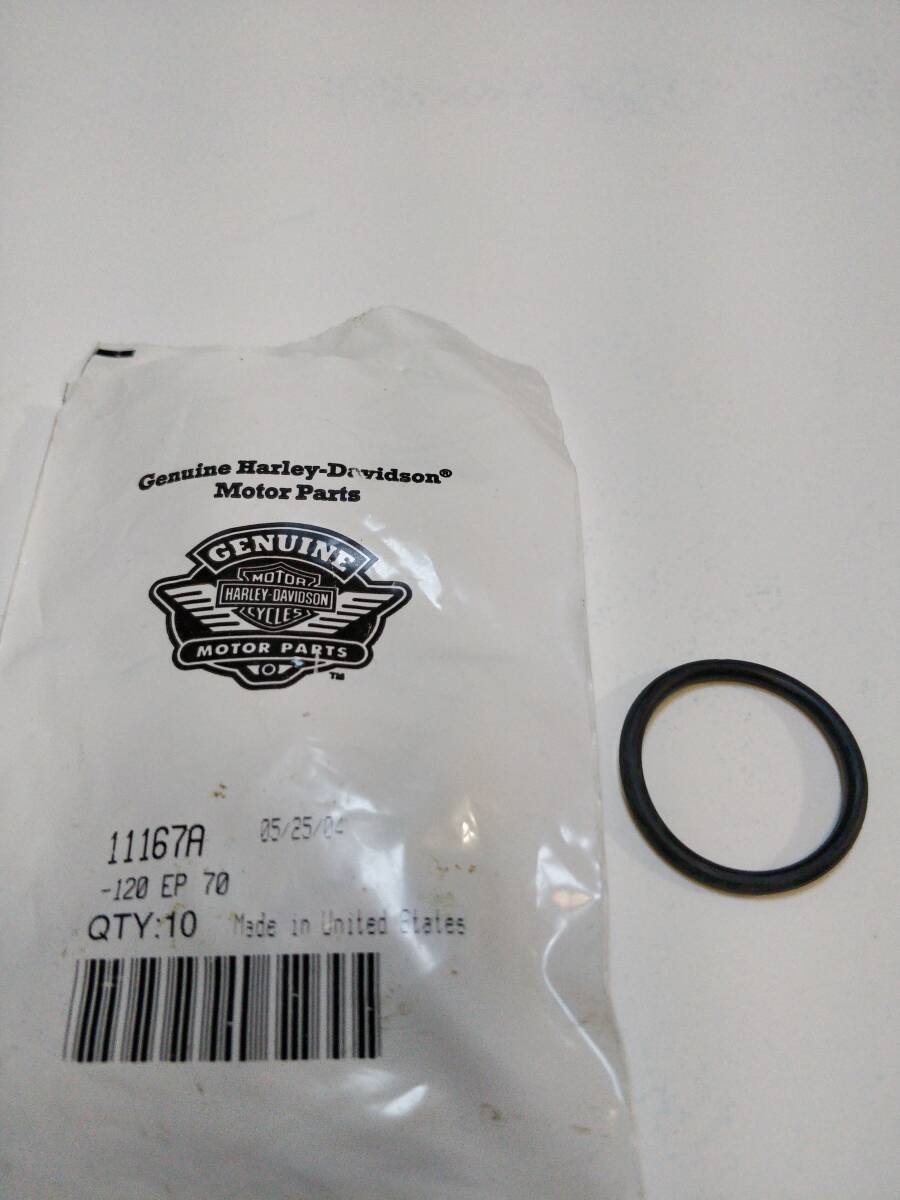 Genuine Harley-Davidson®
Motor Parts
GENUINE
MOTOR
HARLEY-DAVIDSON
CYCLES
MOTOR PARTS
TM
11167A 05/25/04
-120 EP 70
QTY:10 Made in United States